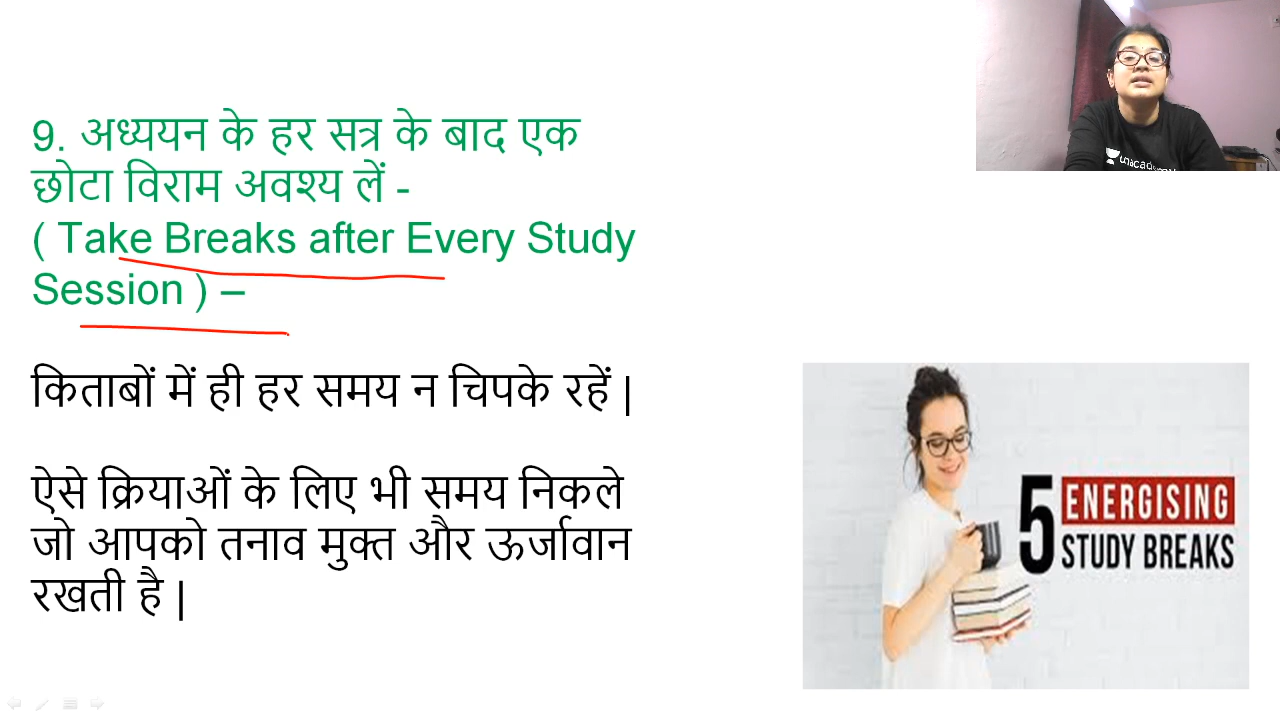 9. अध्ययन के हर सत्र के बाद एक
छोटा विराम अवश्य लें -
( Take Breaks after Every Study
Session ) –
किताबों में ही हर समय न चिपके रहें |
ऐसे क्रियाओं के लिए भी समय निकले
जो आपको तनाव मुक्त और ऊर्जावान
रखती है |
unacademy
5 ENERGISING
STUDY BREAKS